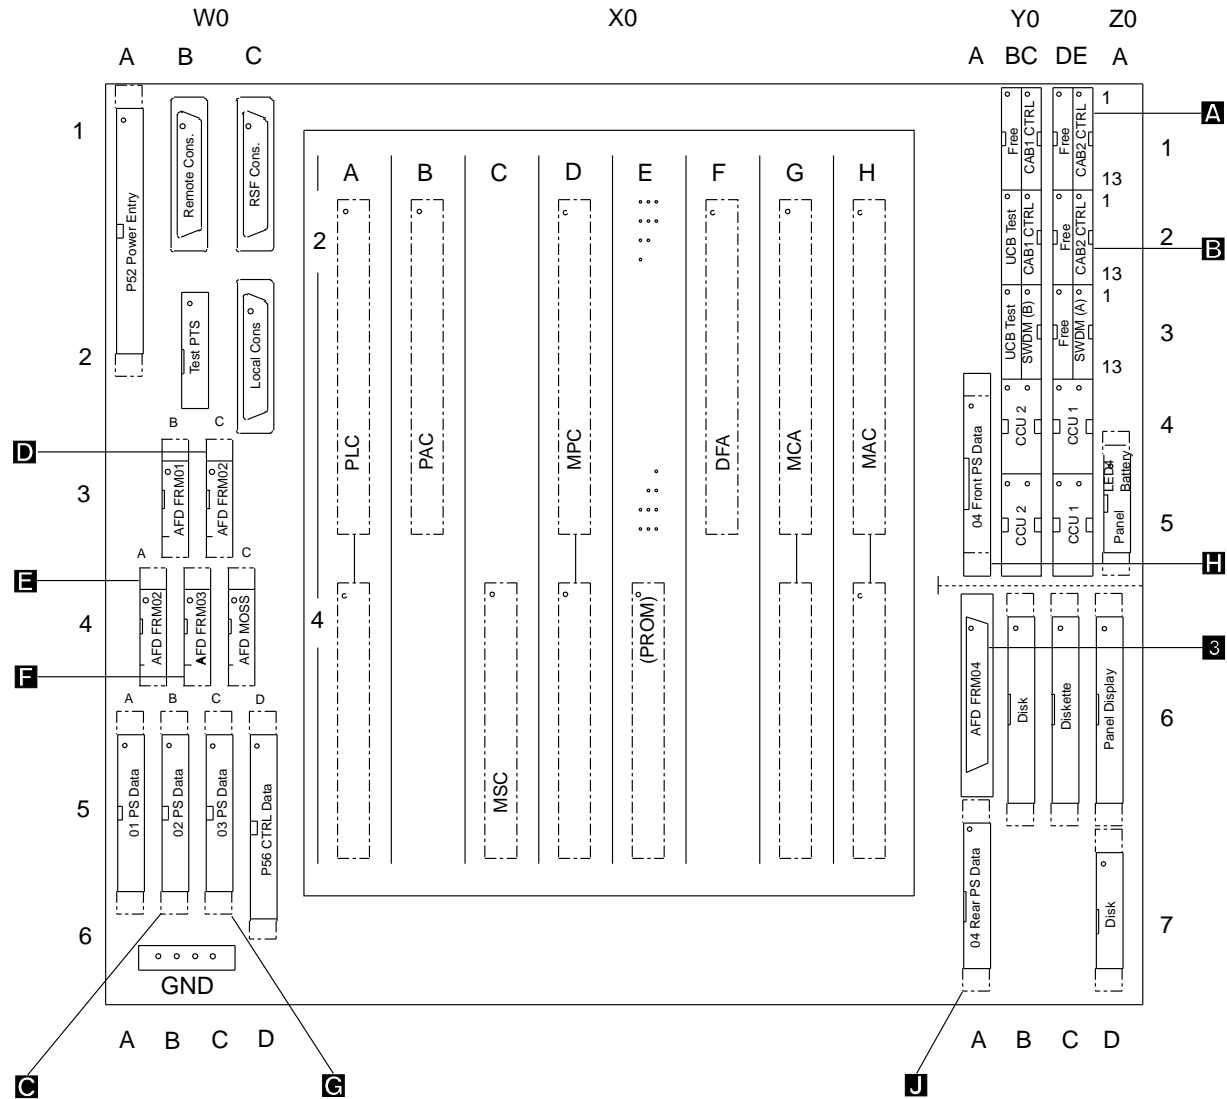 W0 X0 Y0 Z0
A B C A BC DE A
1
P52 Power Entry
Remote Cons.
RSF Cons.
2
Test PTS
Local Cons
B C
D
3
AFD FRM01
AFD FRM02
A C
E
4
AFD FRM02
AFD FRM03
AFD MOSS
F
A B C D
5
01 PS Data
02 PS Data
03 PS Data
P56 CTRL Data
6
GND
A B C D
C G
A B C D E F G H
2
PLC
PAC
MPC
DFA
MCA
MAC
4
MSC
(PROM)
Free
CAB1 CTRL
Free
CAB2 CTRL
1
13
A
1
UCB Test
CAB1 CTRL
Free
CAB2 CTRL
1
13
2
B
UCB Test
SWDM (B)
Free
SWDM (A)
1
13
3
04 Front PS Data
CCU 2
CCU 1
4
LED4
Battery
CCU 2
CCU 1
Panel
5
H
AFD FRM04
Disk
Diskette
Panel Display
3
6
04 Rear PS Data
Disk
7
A B C D
J